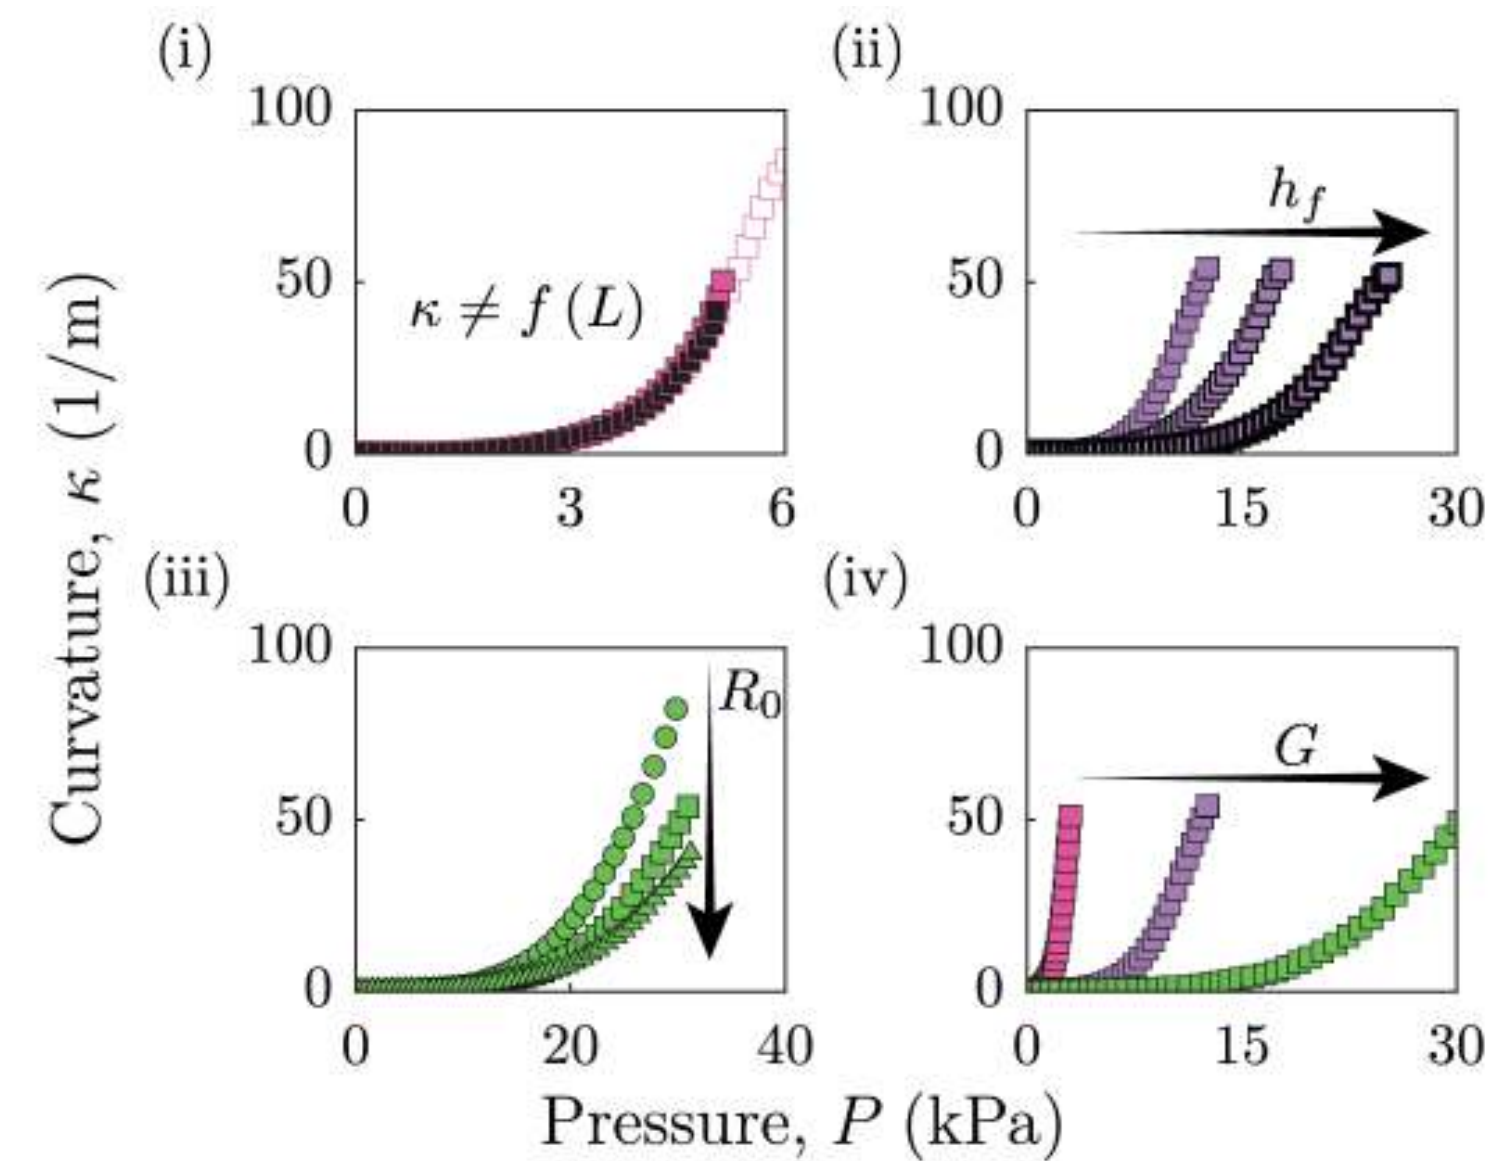 (i)
(ii)
100
50
0
0 3 6
κ ≠ f (L)
100
50
0
0 15 30
h_f
(iii)
(iv)
100
50
0
0 20 40
R_0
100
50
0
0 15 30
G
Curvature, κ (1/m)
Pressure, P (kPa)